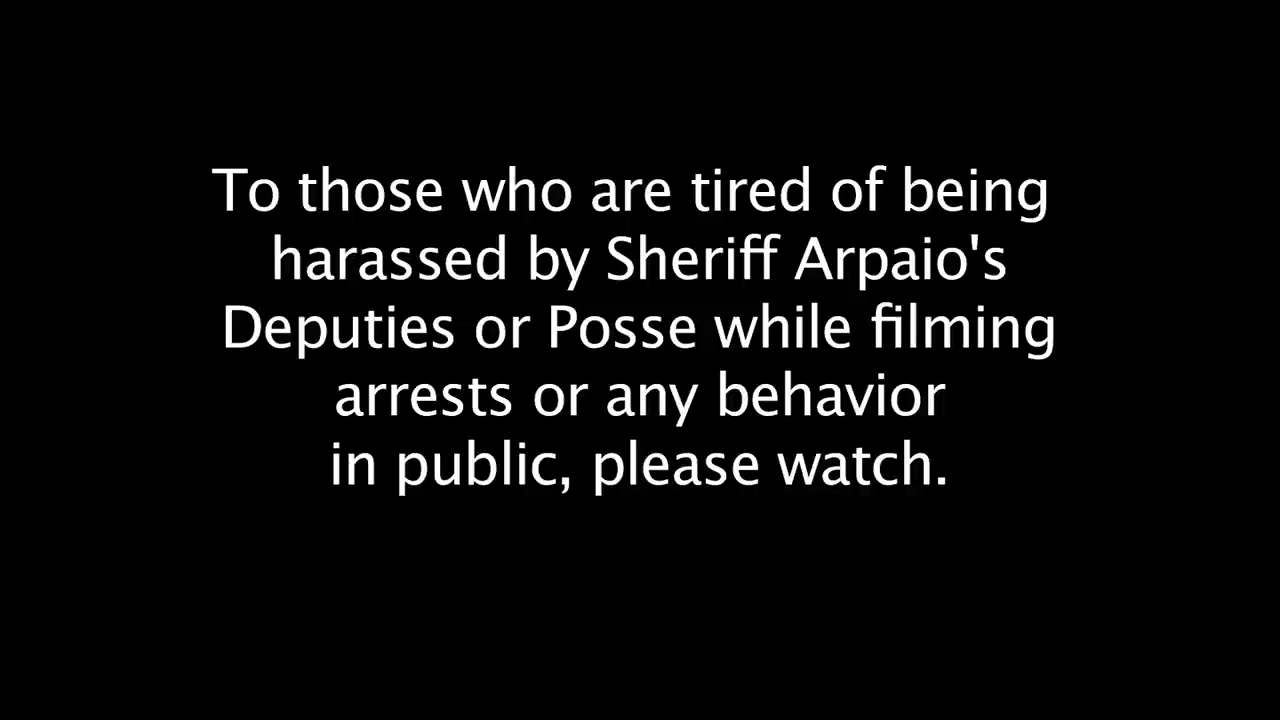 To those who are tired of being
harassed by Sheriff Arpaio's
Deputies or Posse while filming
arrests or any behavior
in public, please watch.